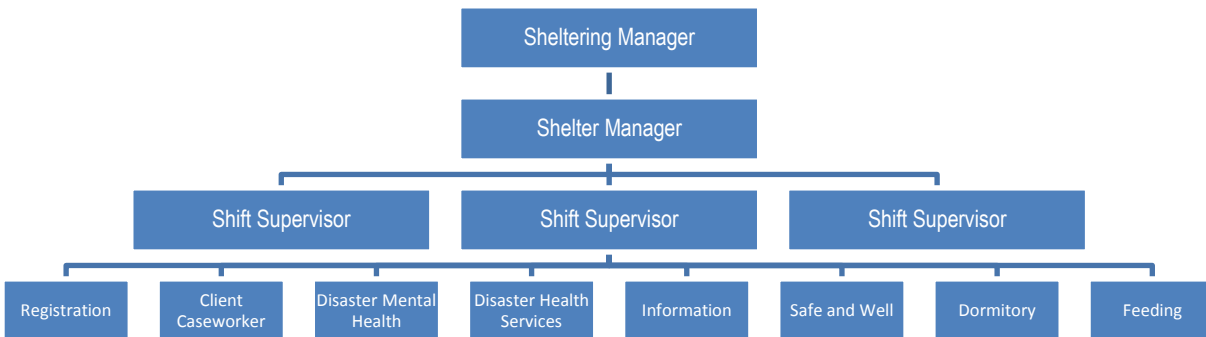 Sheltering Manager
Shelter Manager
Shift Supervisor
Shift Supervisor
Shift Supervisor
Registration
Client
Caseworker
Disaster Mental
Health
Disaster Health
Services
Information
Safe and Well
Dormitory
Feeding